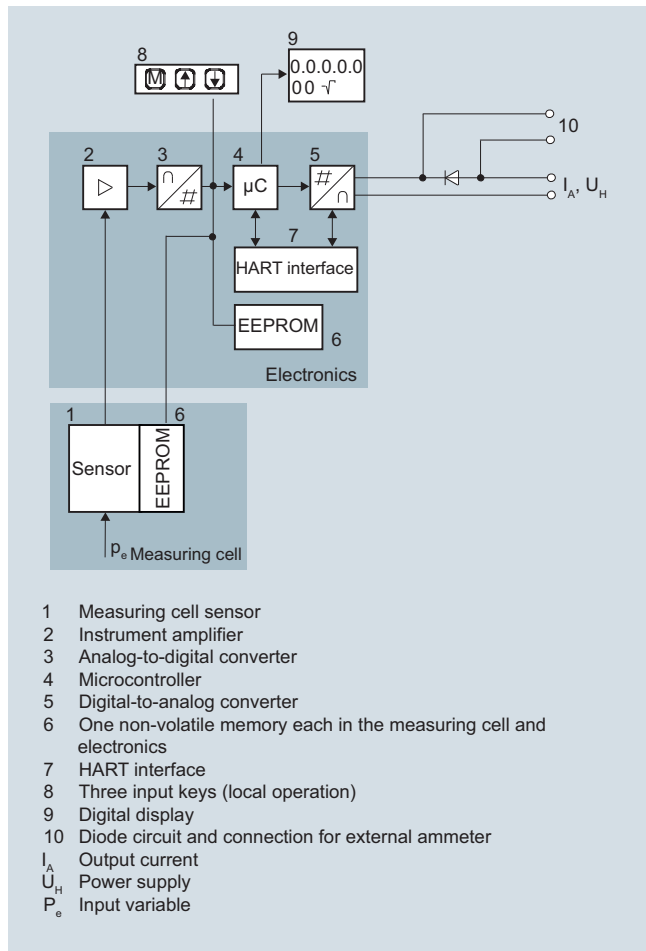 8
M
9
0.0.0.0.0
00 √
10
2
3
∩
#
4
µC
5
#
∩
I_A, U_H
7
HART interface
EEPROM
6
Electronics
1
6
Sensor
EEPROM
p_e Measuring cell
1 Measuring cell sensor
2 Instrument amplifier
3 Analog-to-digital converter
4 Microcontroller
5 Digital-to-analog converter
6 One non-volatile memory each in the measuring cell and
electronics
7 HART interface
8 Three input keys (local operation)
9 Digital display
10 Diode circuit and connection for external ammeter
I_A Output current
U_H Power supply
P_e Input variable